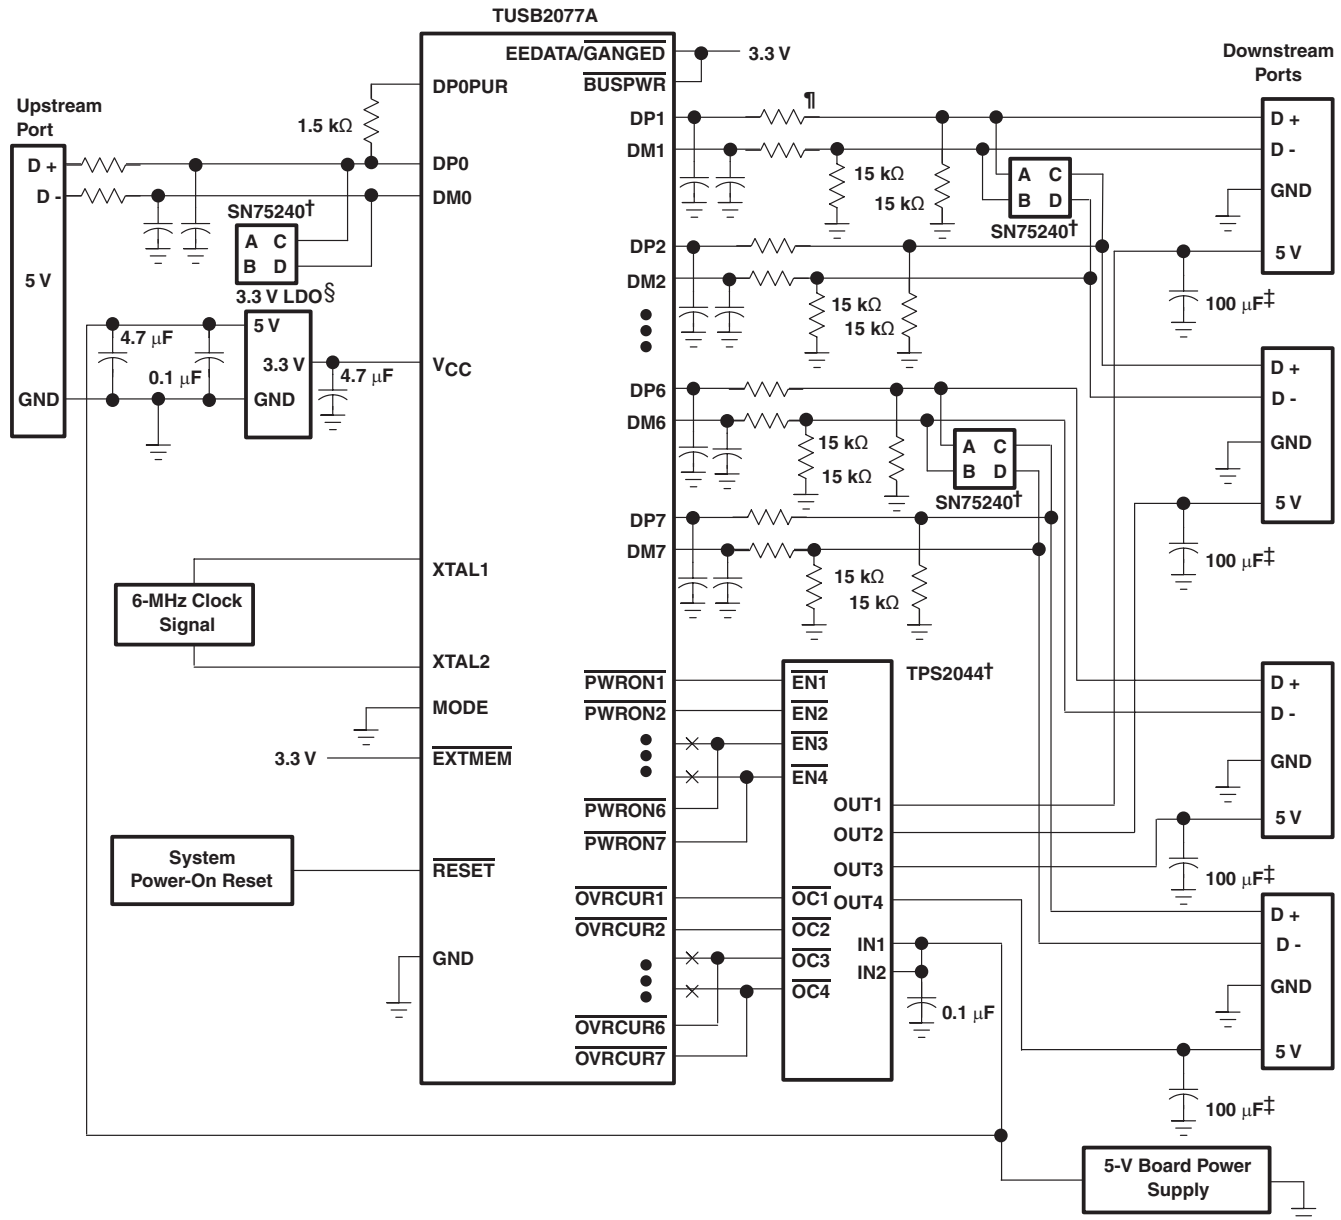 TUSB2077A
EEDATA/GANGED
3.3 V
BUSPWR
Downstream
Ports
Upstream
Port
DP0PUR
1.5 kΩ
DP1
¶
D +
DM1
D -
D +
DP0
15 kΩ
A C
15 kΩ
B D
GND
D -
DM0
SN75240†
SN75240†
A C
B D
DP2
5 V
DM2
5 V
3.3 V LDO§
15 kΩ
15 kΩ
100 µF‡
4.7 µF
5 V
3.3 V
VCC
0.1 µF
4.7 µF
GND
GND
D +
D -
DP6
DM6
15 kΩ
15 kΩ
A C
B D
GND
SN75240†
5 V
DP7
DM7
100 µF‡
XTAL1
15 kΩ
15 kΩ
6-MHz Clock
Signal
XTAL2
TPS2044†
PWRON1
EN1
D +
PWRON2
EN2
D -
MODE
3.3 V
EXTMEM
EN3
GND
EN4
PWRON6
OUT1
5 V
PWRON7
OUT2
System
Power-On Reset
RESET
OUT3
100 µF‡
OVRCUR1
OC1
OUT4
D +
OVRCUR2
OC2
IN1
D -
GND
OC3
IN2
GND
OC4
0.1 µF
OVRCUR6
OVRCUR7
5 V
100 µF‡
5-V Board Power
Supply